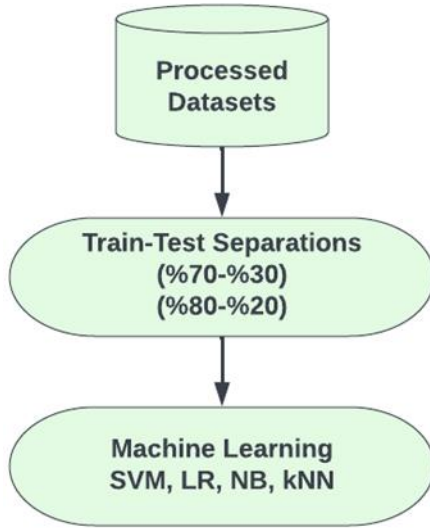 Processed
Datasets
Train-Test Separations
(%70-%30)
(%80-%20)
Machine Learning
SVM, LR, NB, kNN